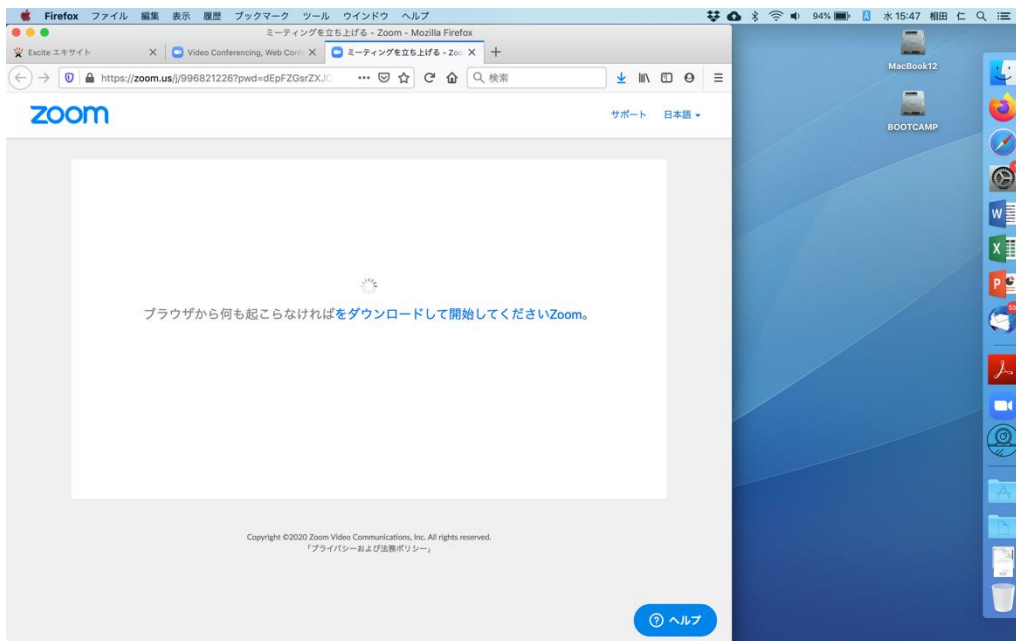 Firefox ファイル 編集 表示 履歴 ブックマーク ツール ウインドウ ヘルプ 94% 水 15:47 相田 仁
ミーティングを立ち上げる - Zoom - Mozilla Firefox
Excite エキサイト Video Conferencing, Web Conf ミーティングを立ち上げる - Zoo
https://zoom.us/j/996821226?pwd=dEpFZGsrZXJC 検索
zoom サポート 日本語
MacBook12
BOOTCAMP
ブラウザから何も起こらなければをダウンロードして開始してくださいZoom。
Copyright ©2020 Zoom Video Communications, Inc. All rights reserved.
「プライバシーおよび法務ポリシー」
ヘルプ
W
X
P
53